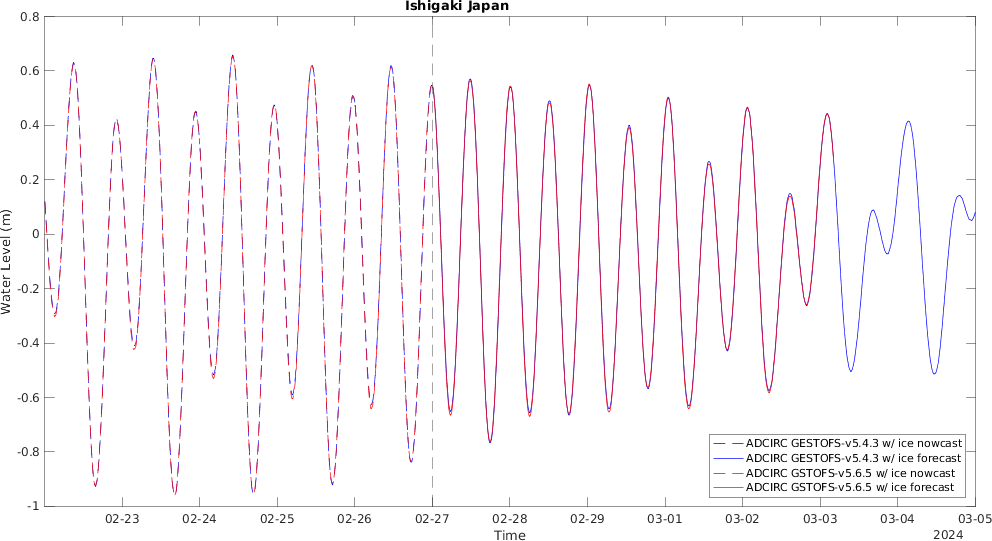 Ishigaki Japan
0.8
0.6
0.4
0.2
0
-0.2
-0.4
-0.6
-0.8
-1
Water Level (m)
ADCIRC GESTOFS-v5.4.3 w/ ice nowcast
ADCIRC GESTOFS-v5.4.3 w/ ice forecast
ADCIRC GSTOFS-v5.6.5 w/ ice nowcast
ADCIRC GSTOFS-v5.6.5 w/ ice forecast
02-23 02-24 02-25 02-26 02-27 02-28 02-29 03-01 03-02 03-03 03-04 03-05
Time
2024